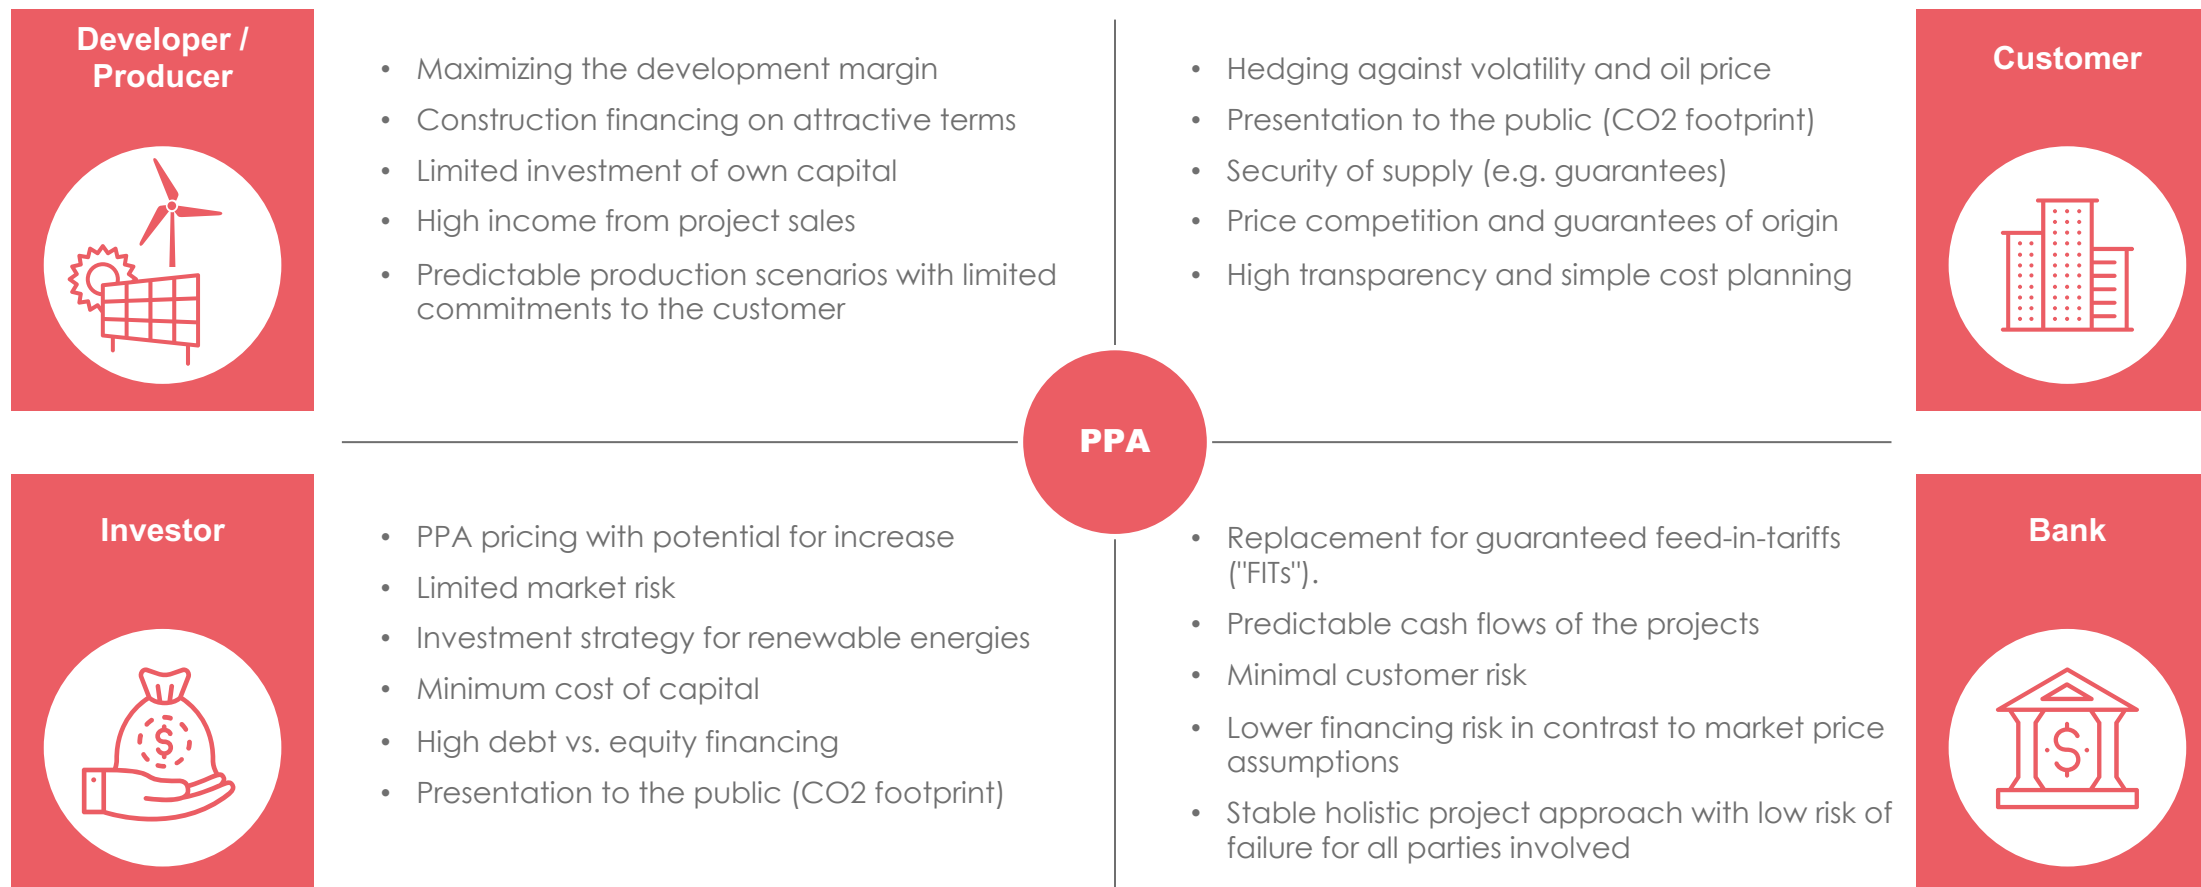 Developer /
Producer
• Maximizing the development margin
• Construction financing on attractive terms
• Limited investment of own capital
• High income from project sales
• Predictable production scenarios with limited
commitments to the customer
Customer
• Hedging against volatility and oil price
• Presentation to the public (CO2 footprint)
• Security of supply (e.g. guarantees)
• Price competition and guarantees of origin
• High transparency and simple cost planning
PPA
Investor
• PPA pricing with potential for increase
• Limited market risk
• Investment strategy for renewable energies
• Minimum cost of capital
• High debt vs. equity financing
• Presentation to the public (CO2 footprint)
$
Bank
• Replacement for guaranteed feed-in-tariffs
("FITs").
• Predictable cash flows of the projects
• Minimal customer risk
• Lower financing risk in contrast to market price
assumptions
• Stable holistic project approach with low risk of
failure for all parties involved
$